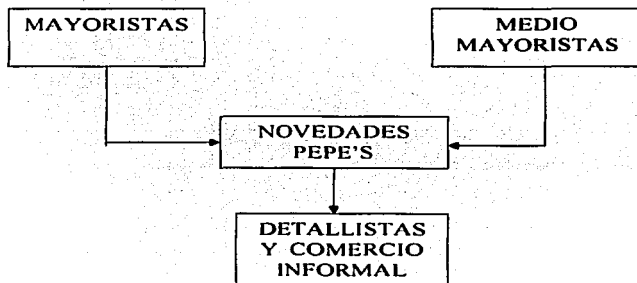 MAYORISTAS
MEDIO
MAYORISTAS
NOVEDADES
PEPE'S
DETALLISTAS
Y COMERCIO
INFORMAL